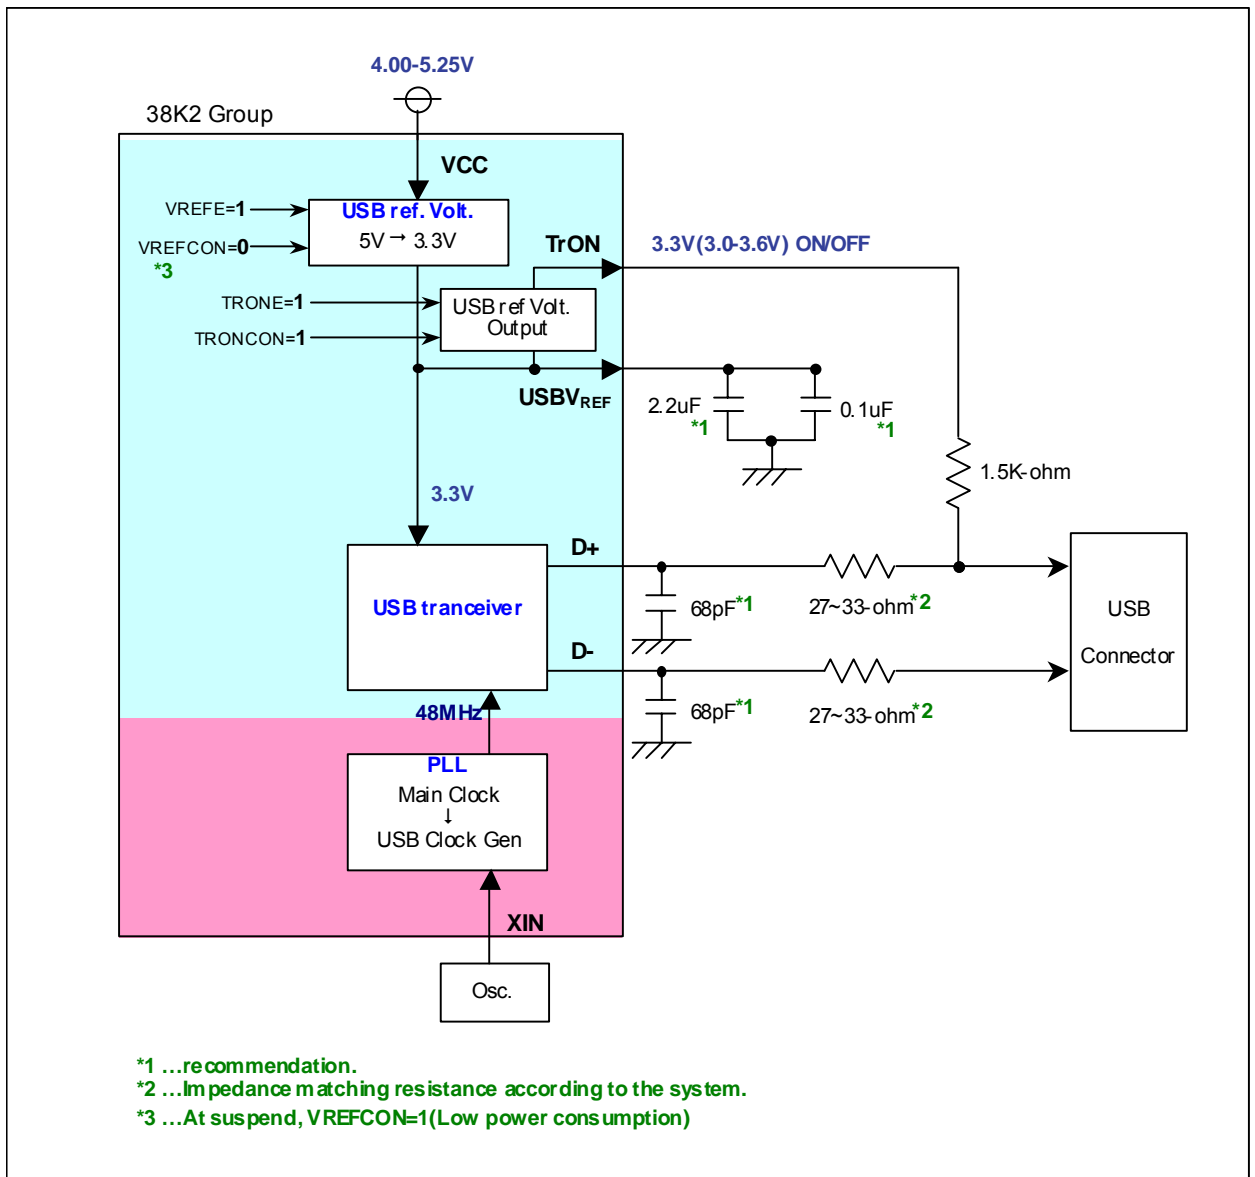 4.00-5.25V
38K2 Group
VCC
VREFE=1
USB ref. Volt.
5V → 3.3V
VREFCON=0
*3
TrON
3.3V(3.0-3.6V) ON/OFF
TRONE=1
USB ref Volt.
Output
TRONCON=1
USBVREF
2.2uF
*1
0.1uF
*1
1.5K-ohm
3.3V
D+
USB tranceiver
68pF*1
27~33-ohm*2
USB
Connector
D-
68pF*1
27~33-ohm*2
48MHz
PLL
Main Clock
↓
USB Clock Gen
XIN
Osc.
*1 ...recommendation.
*2 ...Impedance matching resistance according to the system.
*3 ...At suspend, VREFCON=1(Low power consumption)